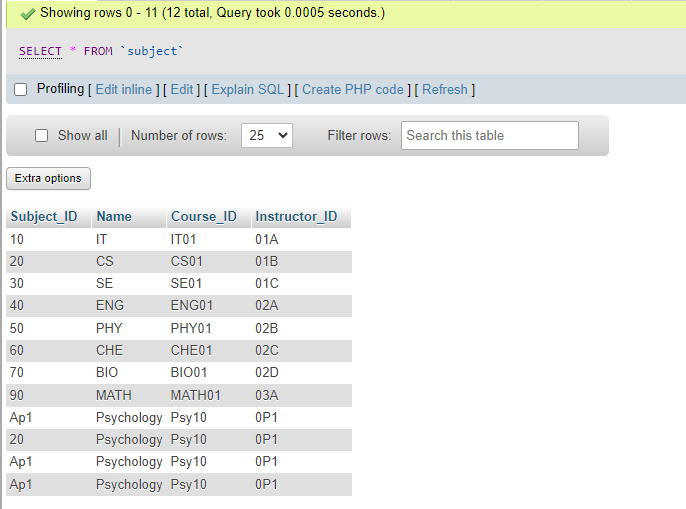 Showing rows 0 - 11 (12 total, Query took 0.0005 seconds.)
SELECT * FROM `subject`
Profiling [ Edit inline ] [ Edit ] [ Explain SQL ] [ Create PHP code ] [ Refresh ]
Show all | Number of rows: 25 Filter rows: Search this table
Extra options
Subject_ID Name Course_ID Instructor_ID
10 IT IT01 01A
20 CS CS01 01B
30 SE SE01 01C
40 ENG ENG01 02A
50 PHY PHY01 02B
60 CHE CHE01 02C
70 BIO BIO01 02D
90 MATH MATH01 03A
Ap1 Psychology Psy10 0P1
20 Psychology Psy10 0P1
Ap1 Psychology Psy10 0P1
Ap1 Psychology Psy10 0P1